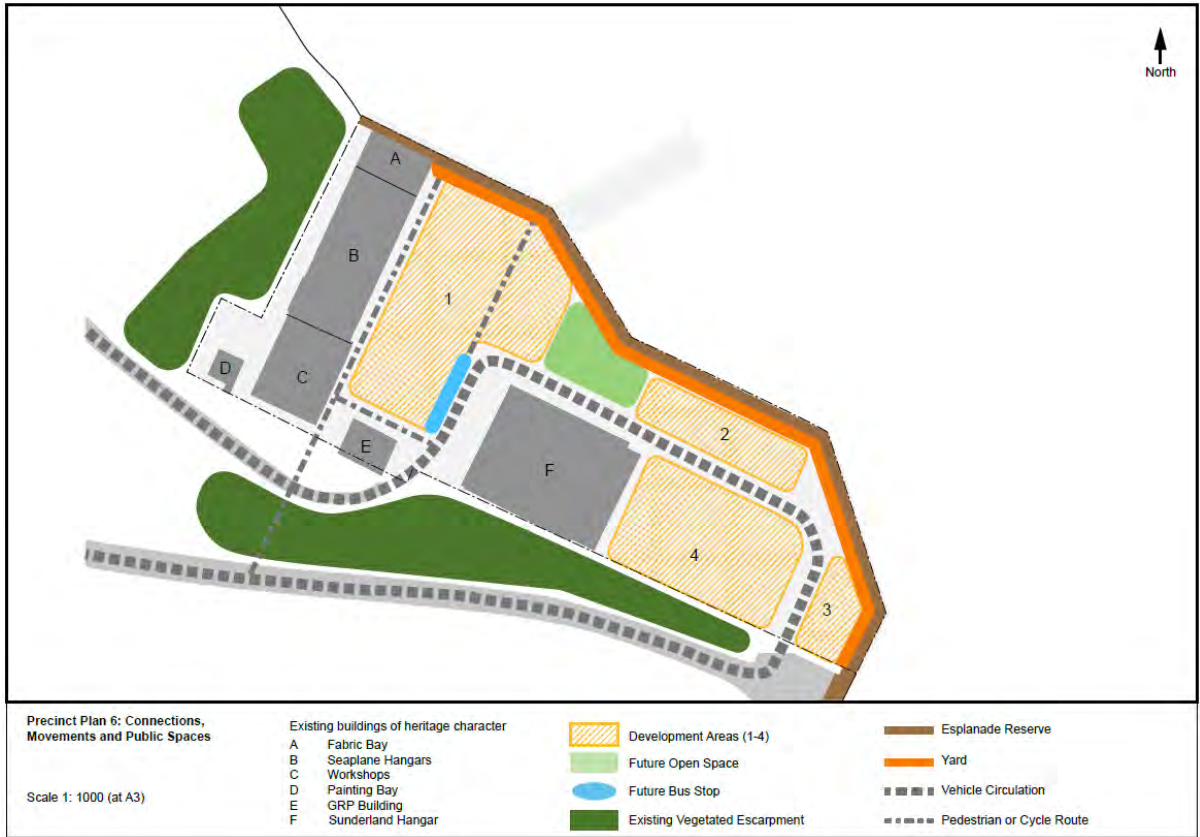 North
A
B
1
C
D
E
F
2
4
3
Precinct Plan 6: Connections,
Movements and Public Spaces
Scale 1: 1000 (at A3)
Existing buildings of heritage character
A Fabric Bay
B Seaplane Hangars
C Workshops
D Painting Bay
E GRP Building
F Sunderland Hangar
Development Areas (1-4)
Future Open Space
Future Bus Stop
Existing Vegetated Escarpment
Esplanade Reserve
Yard
Vehicle Circulation
Pedestrian or Cycle Route